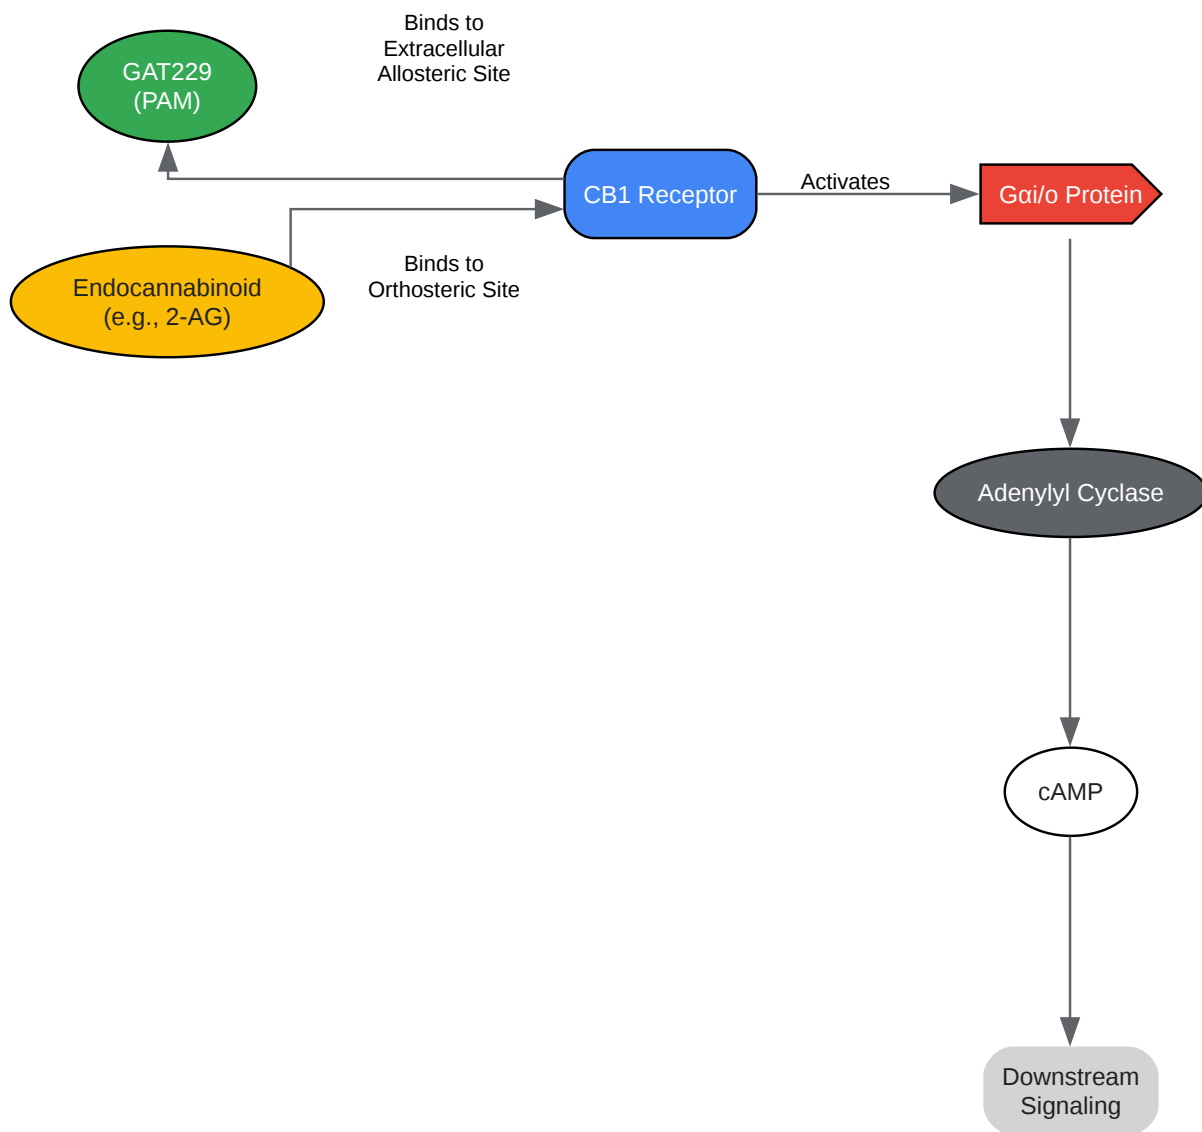 Binds to
Extracellular
Allosteric Site
GAT229
(PAM)
CB1 Receptor
Activates
Gαi/o Protein
Binds to
Orthosteric Site
Endocannabinoid
(e.g., 2-AG)
Adenylyl Cyclase
cAMP
Downstream
Signaling